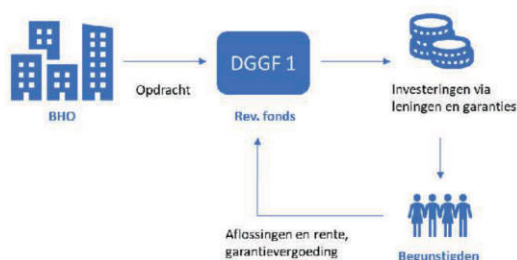 DGGF 1
Opdracht
BHO
Rev. fonds
Investeringen via
leningen en garanties
Aflossingen en rente,
garantievergoeding
Begunstigden